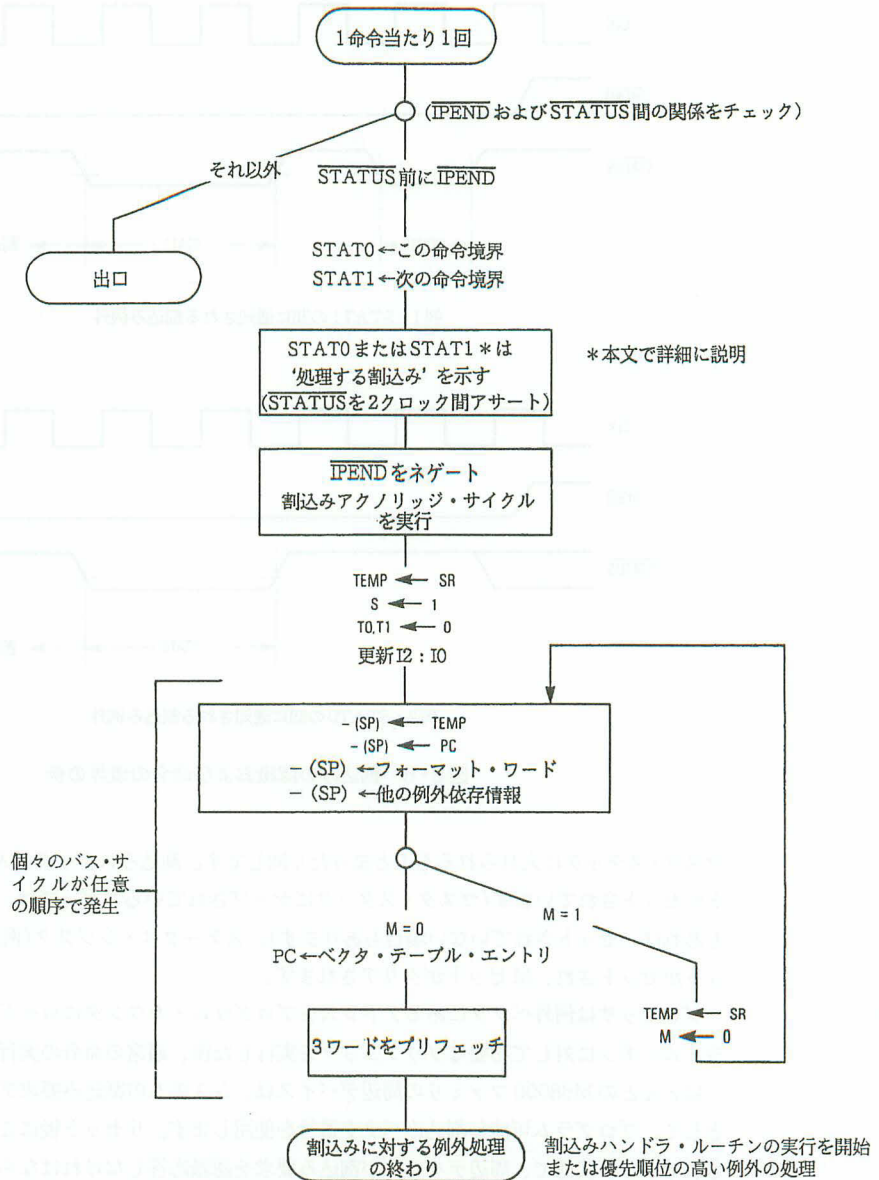 1命令当たり1回
(IPENDおよびSTATUS間の関係をチェック)
それ以外
STATUS前にIPEND
出口
STAT0←この命令境界
STAT1←次の命令境界
STAT0またはSTAT1*は
'処理する割込み' を示す
(STATUSを2クロック間アサート)
*本文で詳細に説明
IPENDをネゲート
割込みアクノリッジ・サイクル
を実行
TEMP ← SR
S ← 1
T0,T1 ← 0
更新I2:I0
-(SP) ← TEMP
-(SP) ← PC
-(SP) ←フォーマット・ワード
-(SP) ←他の例外依存情報
個々のバス・サ
イクルが任意
の順序で発生
M=0
M=1
PC←ベクタ・テーブル・エントリ
TEMP ← SR
M ← 0
3ワードをプリフェッチ
割込みに対する例外処理
の終わり
割込みハンドラ・ルーチンの実行を開始
または優先順位の高い例外の処理